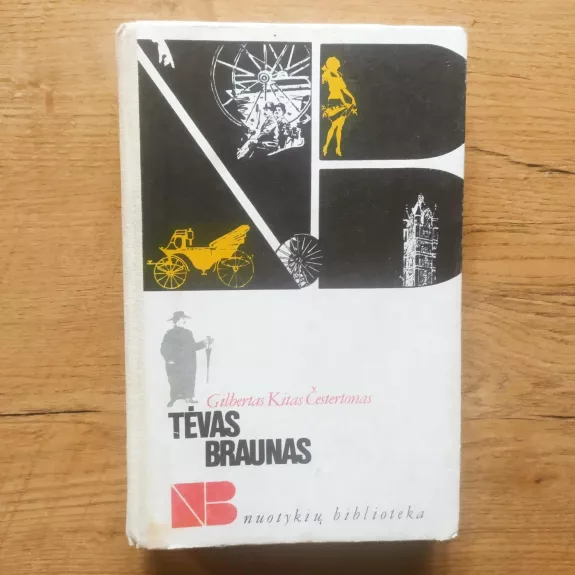 Gilbertas Kitas Čestertonas
TĖVAS
BRAUNAS
NB nuotykių biblioteka